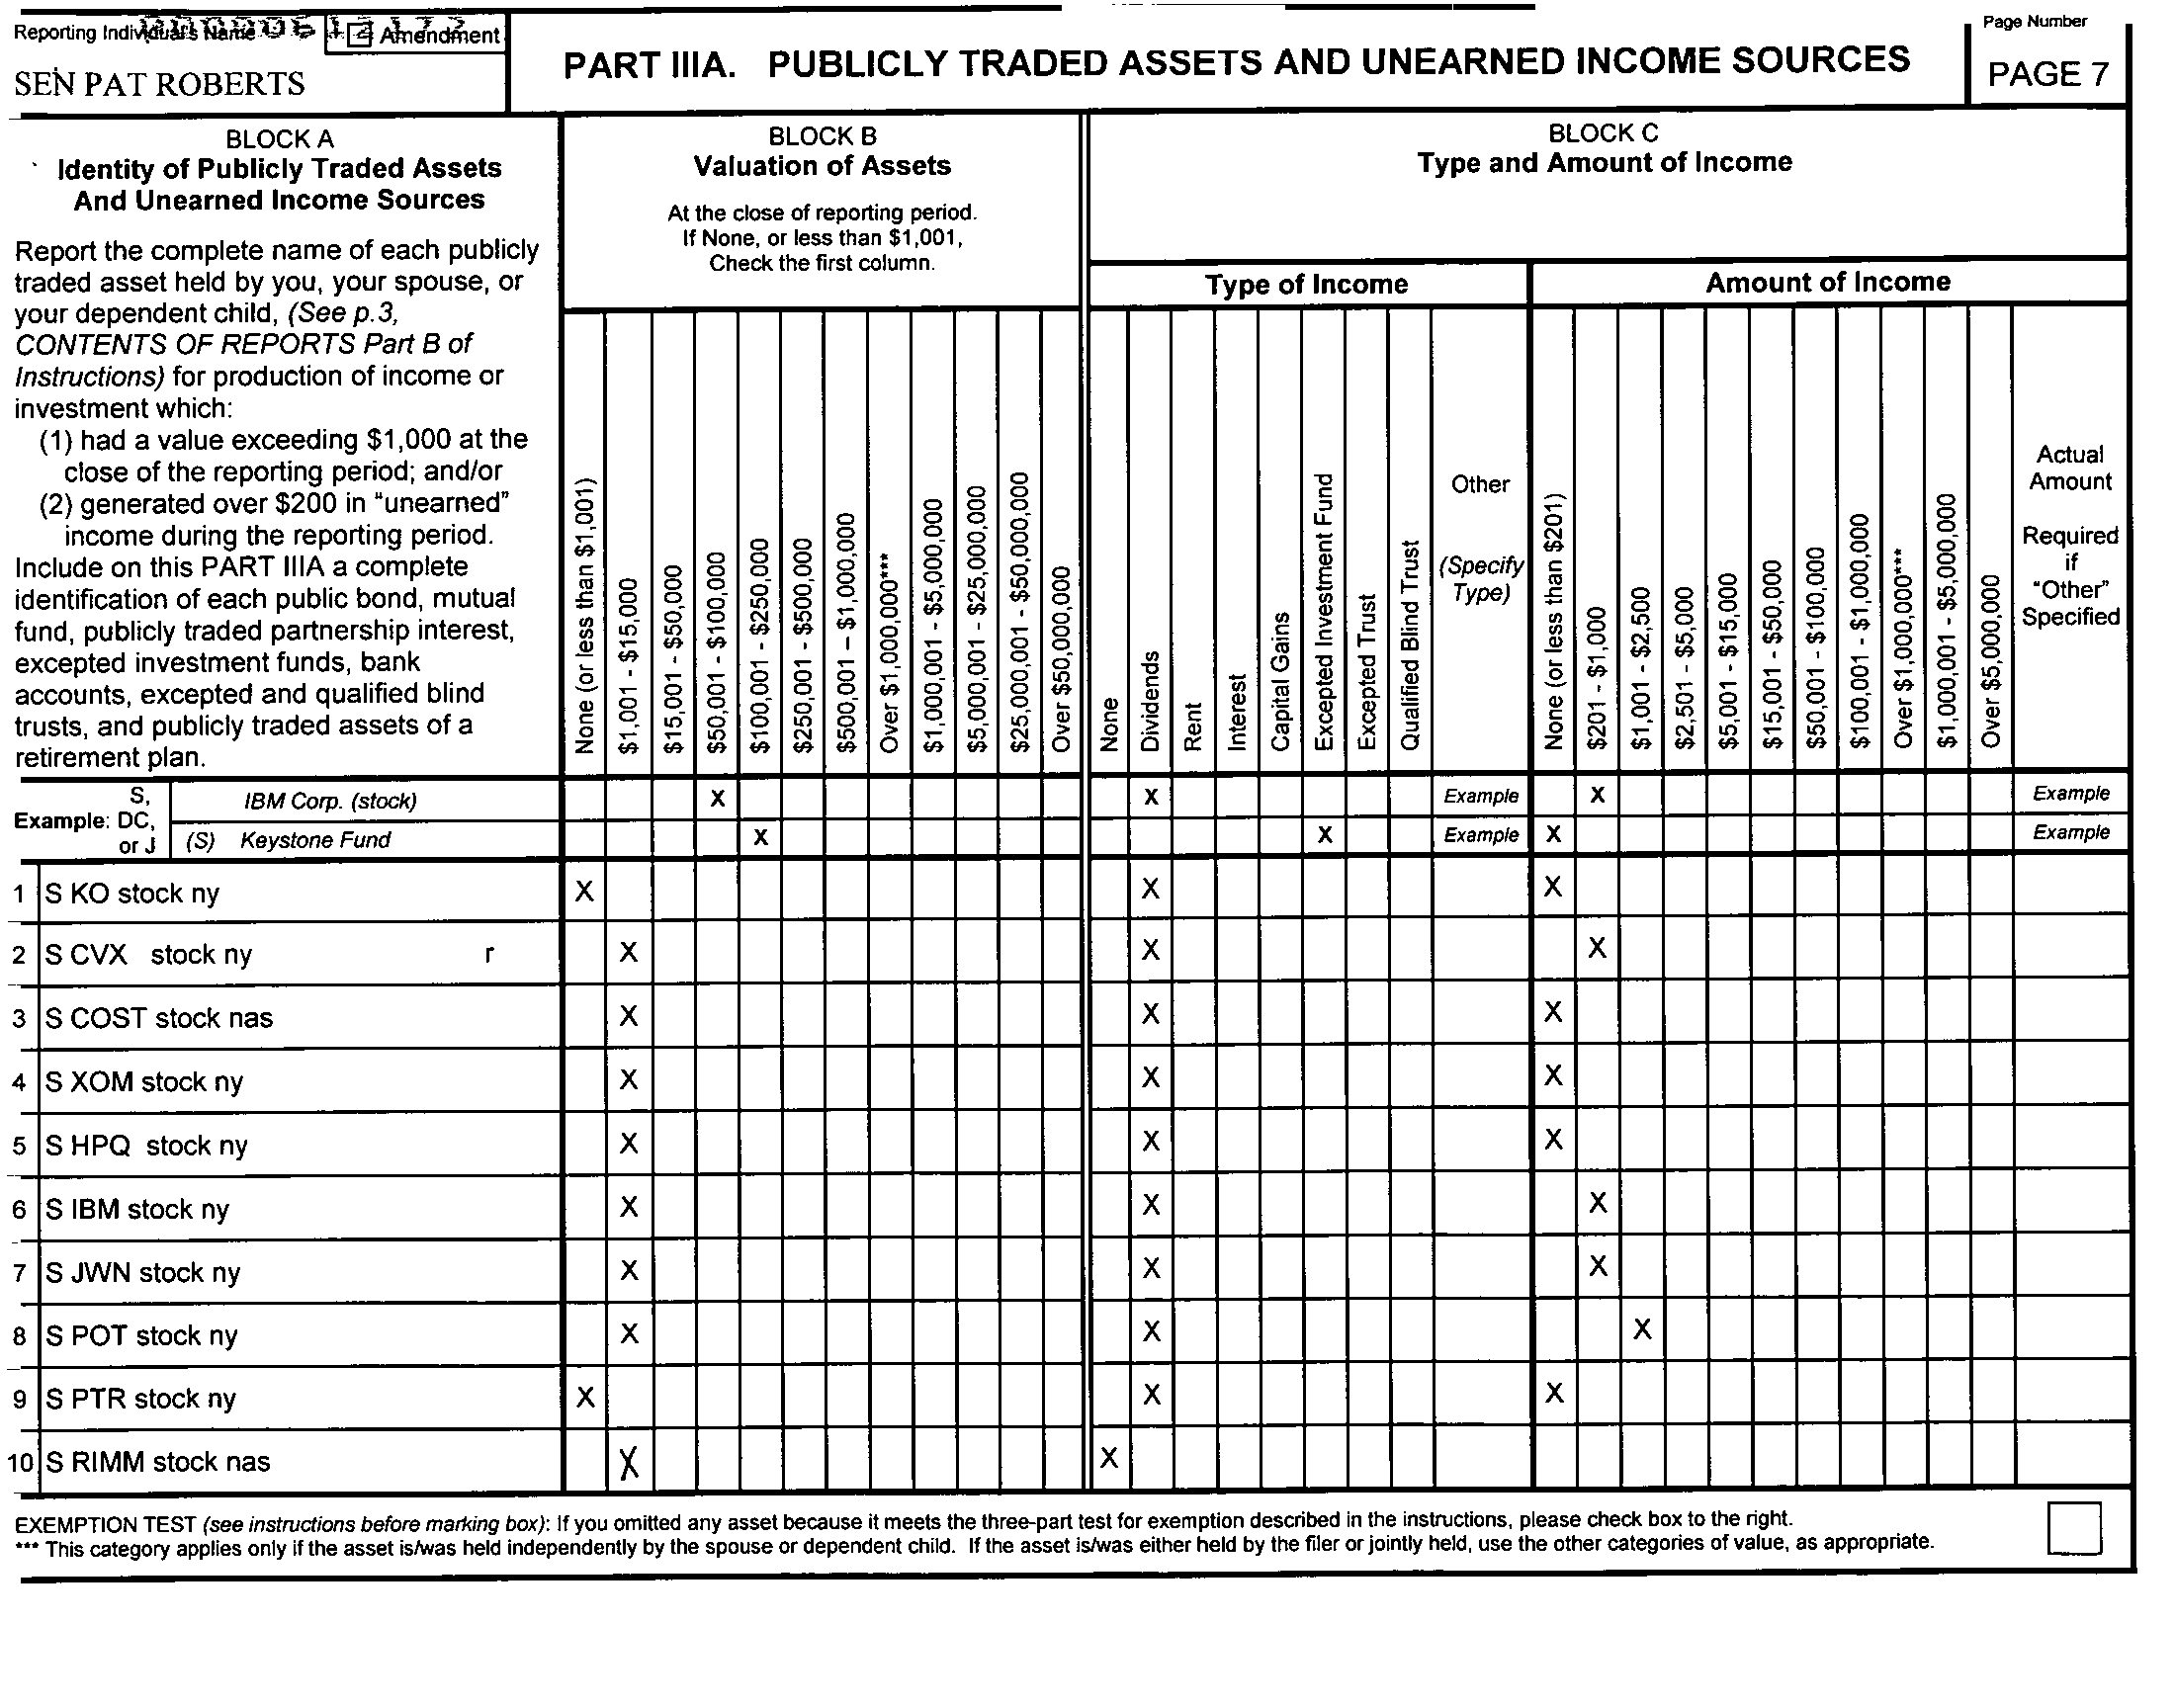 Reporting Individual's Name
Amendment
SEN PAT ROBERTS
PART IIIA. PUBLICLY TRADED ASSETS AND UNEARNED INCOME SOURCES
Page Number
PAGE 7
BLOCK A
Identity of Publicly Traded Assets
And Unearned Income Sources
Report the complete name of each publicly
traded asset held by you, your spouse, or
your dependent child, (See p.3,
CONTENTS OF REPORTS Part B of
Instructions) for production of income or
investment which:
(1) had a value exceeding $1,000 at the
close of the reporting period; and/or
(2) generated over $200 in "unearned"
income during the reporting period.
Include on this PART IIIA a complete
identification of each public bond, mutual
fund, publicly traded partnership interest,
excepted investment funds, bank
accounts, excepted and qualified blind
trusts, and publicly traded assets of a
retirement plan.
BLOCK B
Valuation of Assets
At the close of reporting period.
If None, or less than $1,001,
Check the first column.
None (or less than $1,001)
$1,001 - $15,000
$15,001 - $50,000
$50,001 - $100,000
$100,001 - $250,000
$250,001 - $500,000
$500,001 – $1,000,000
Over $1,000,000***
$1,000,001 - $5,000,000
$5,000,001 - $25,000,000
$25,000,001 - $50,000,000
Over $50,000,000
BLOCK C
Type and Amount of Income
Type of Income
None
Dividends
Rent
Interest
Capital Gains
Excepted Investment Fund
Excepted Trust
Qualified Blind Trust
Other
(Specify
Type)
Amount of Income
None (or less than $201)
$201 - $1,000
$1,001 - $2,500
$2,501 - $5,000
$5,001 - $15,000
$15,001 - $50,000
$50,001 - $100,000
$100,001 - $1,000,000
Over $1,000,000***
$1,000,001 - $5,000,000
Over $5,000,000
Actual
Amount
Required
if
"Other"
Specified
Example: S, DC, or J
IBM Corp. (stock) X X Example X Example
(S) Keystone Fund X X Example X Example
1 S KO stock ny X X X
2 S CVX stock ny r X X X
3 S COST stock nas X X X
4 S XOM stock ny X X X
5 S HPQ stock ny X X X
6 S IBM stock ny X X X
7 S JWN stock ny X X X
8 S POT stock ny X X X
9 S PTR stock ny X X X
10 S RIMM stock nas X X
EXEMPTION TEST (see instructions before marking box): If you omitted any asset because it meets the three-part test for exemption described in the instructions, please check box to the right.
*** This category applies only if the asset is/was held independently by the spouse or dependent child. If the asset is/was either held by the filer or jointly held, use the other categories of value, as appropriate.